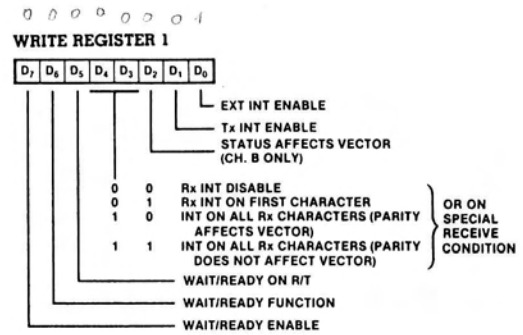 0 0 0 0 0 0 0 1
WRITE REGISTER 1
D₇ D₆ D₅ D₄ D₃ D₂ D₁ D₀
EXT INT ENABLE
Tx INT ENABLE
STATUS AFFECTS VECTOR
(CH. B ONLY)
0 0 Rx INT DISABLE
0 1 Rx INT ON FIRST CHARACTER
1 0 INT ON ALL Rx CHARACTERS (PARITY
AFFECTS VECTOR)
1 1 INT ON ALL Rx CHARACTERS (PARITY
DOES NOT AFFECT VECTOR)
OR ON
SPECIAL
RECEIVE
CONDITION
WAIT/READY ON R/T
WAIT/READY FUNCTION
WAIT/READY ENABLE